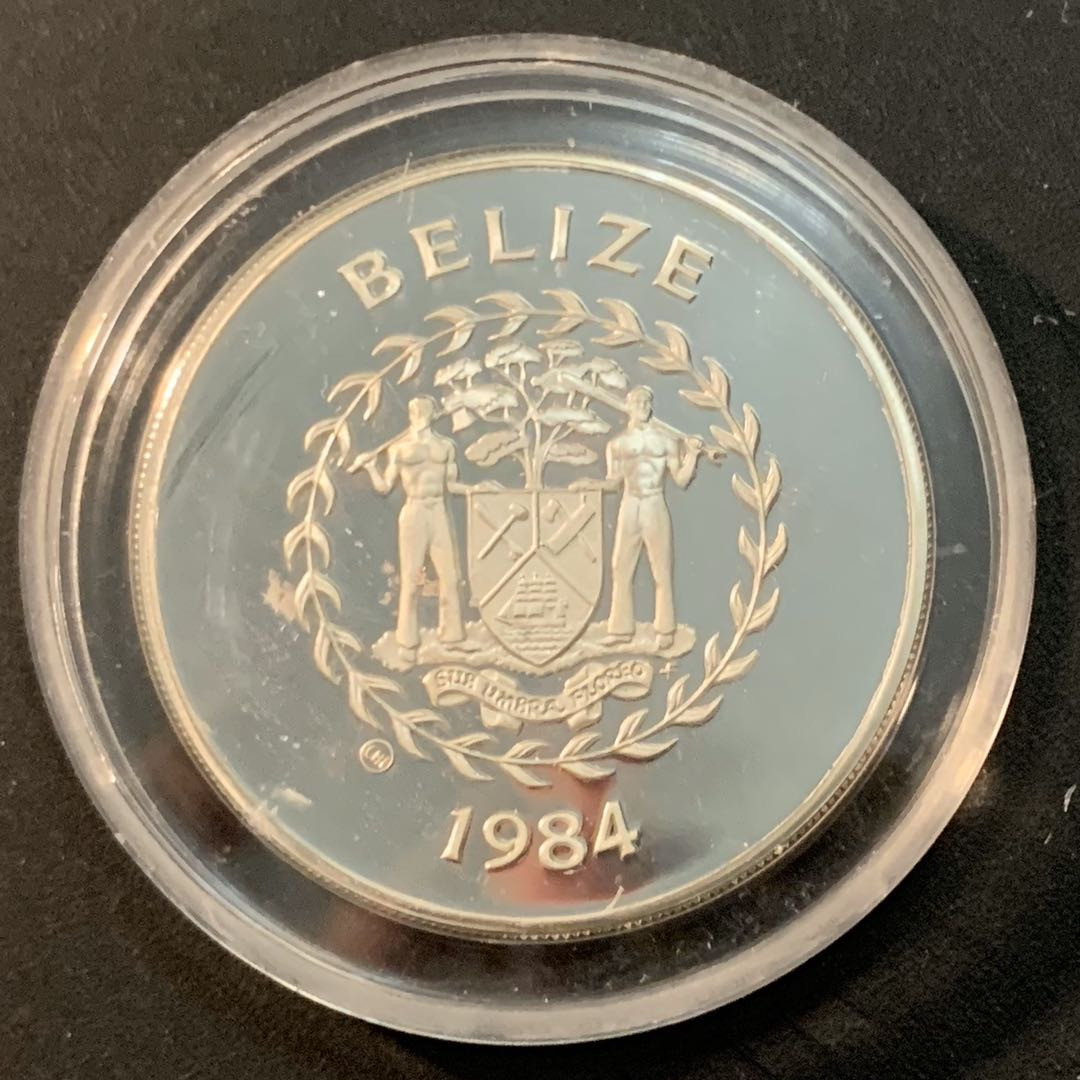 BELIZE
SUB UMBRA FLOREO
1984